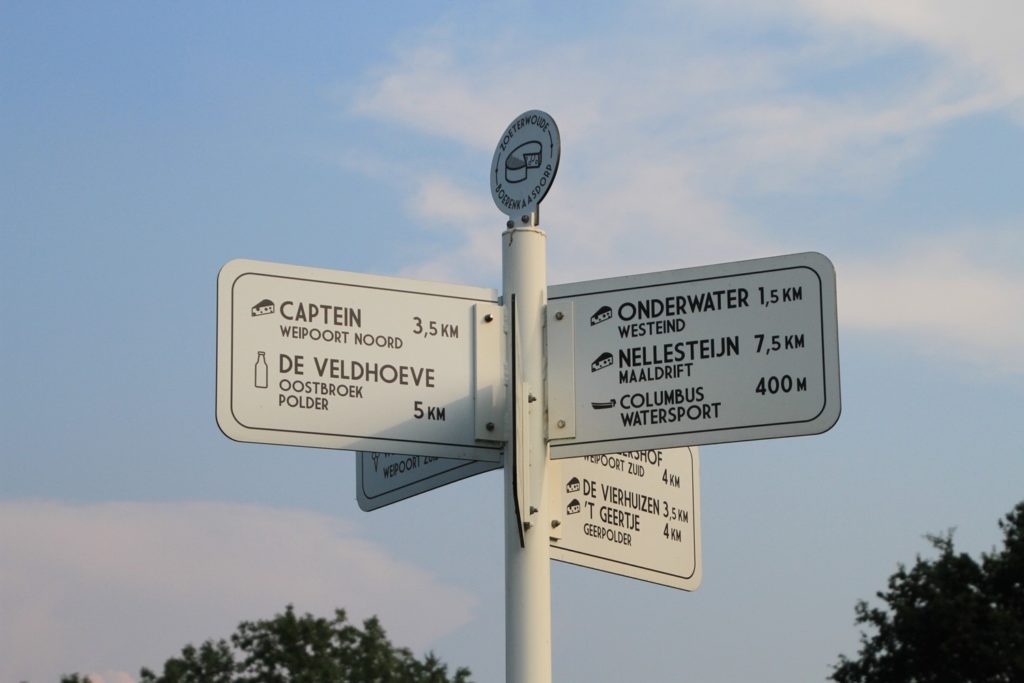 ZOETERWOUDE
BOERENKAASDORP
CAPTEIN
WEIPOORT NOORD 3,5 KM
DE VELDHOEVE
OOSTBROEK
POLDER 5 KM
ONDERWATER 1,5 KM
WESTEIND
NELLESTEIJN 7,5 KM
MAALDRIFT
COLUMBUS 400 M
WATERSPORT
WEIPOORT ZUID
WEIPOORT ZUID
4 KM
DE VIERHUIZEN 3,5 KM
'T GEERTJE 4 KM
GEERPOLDER